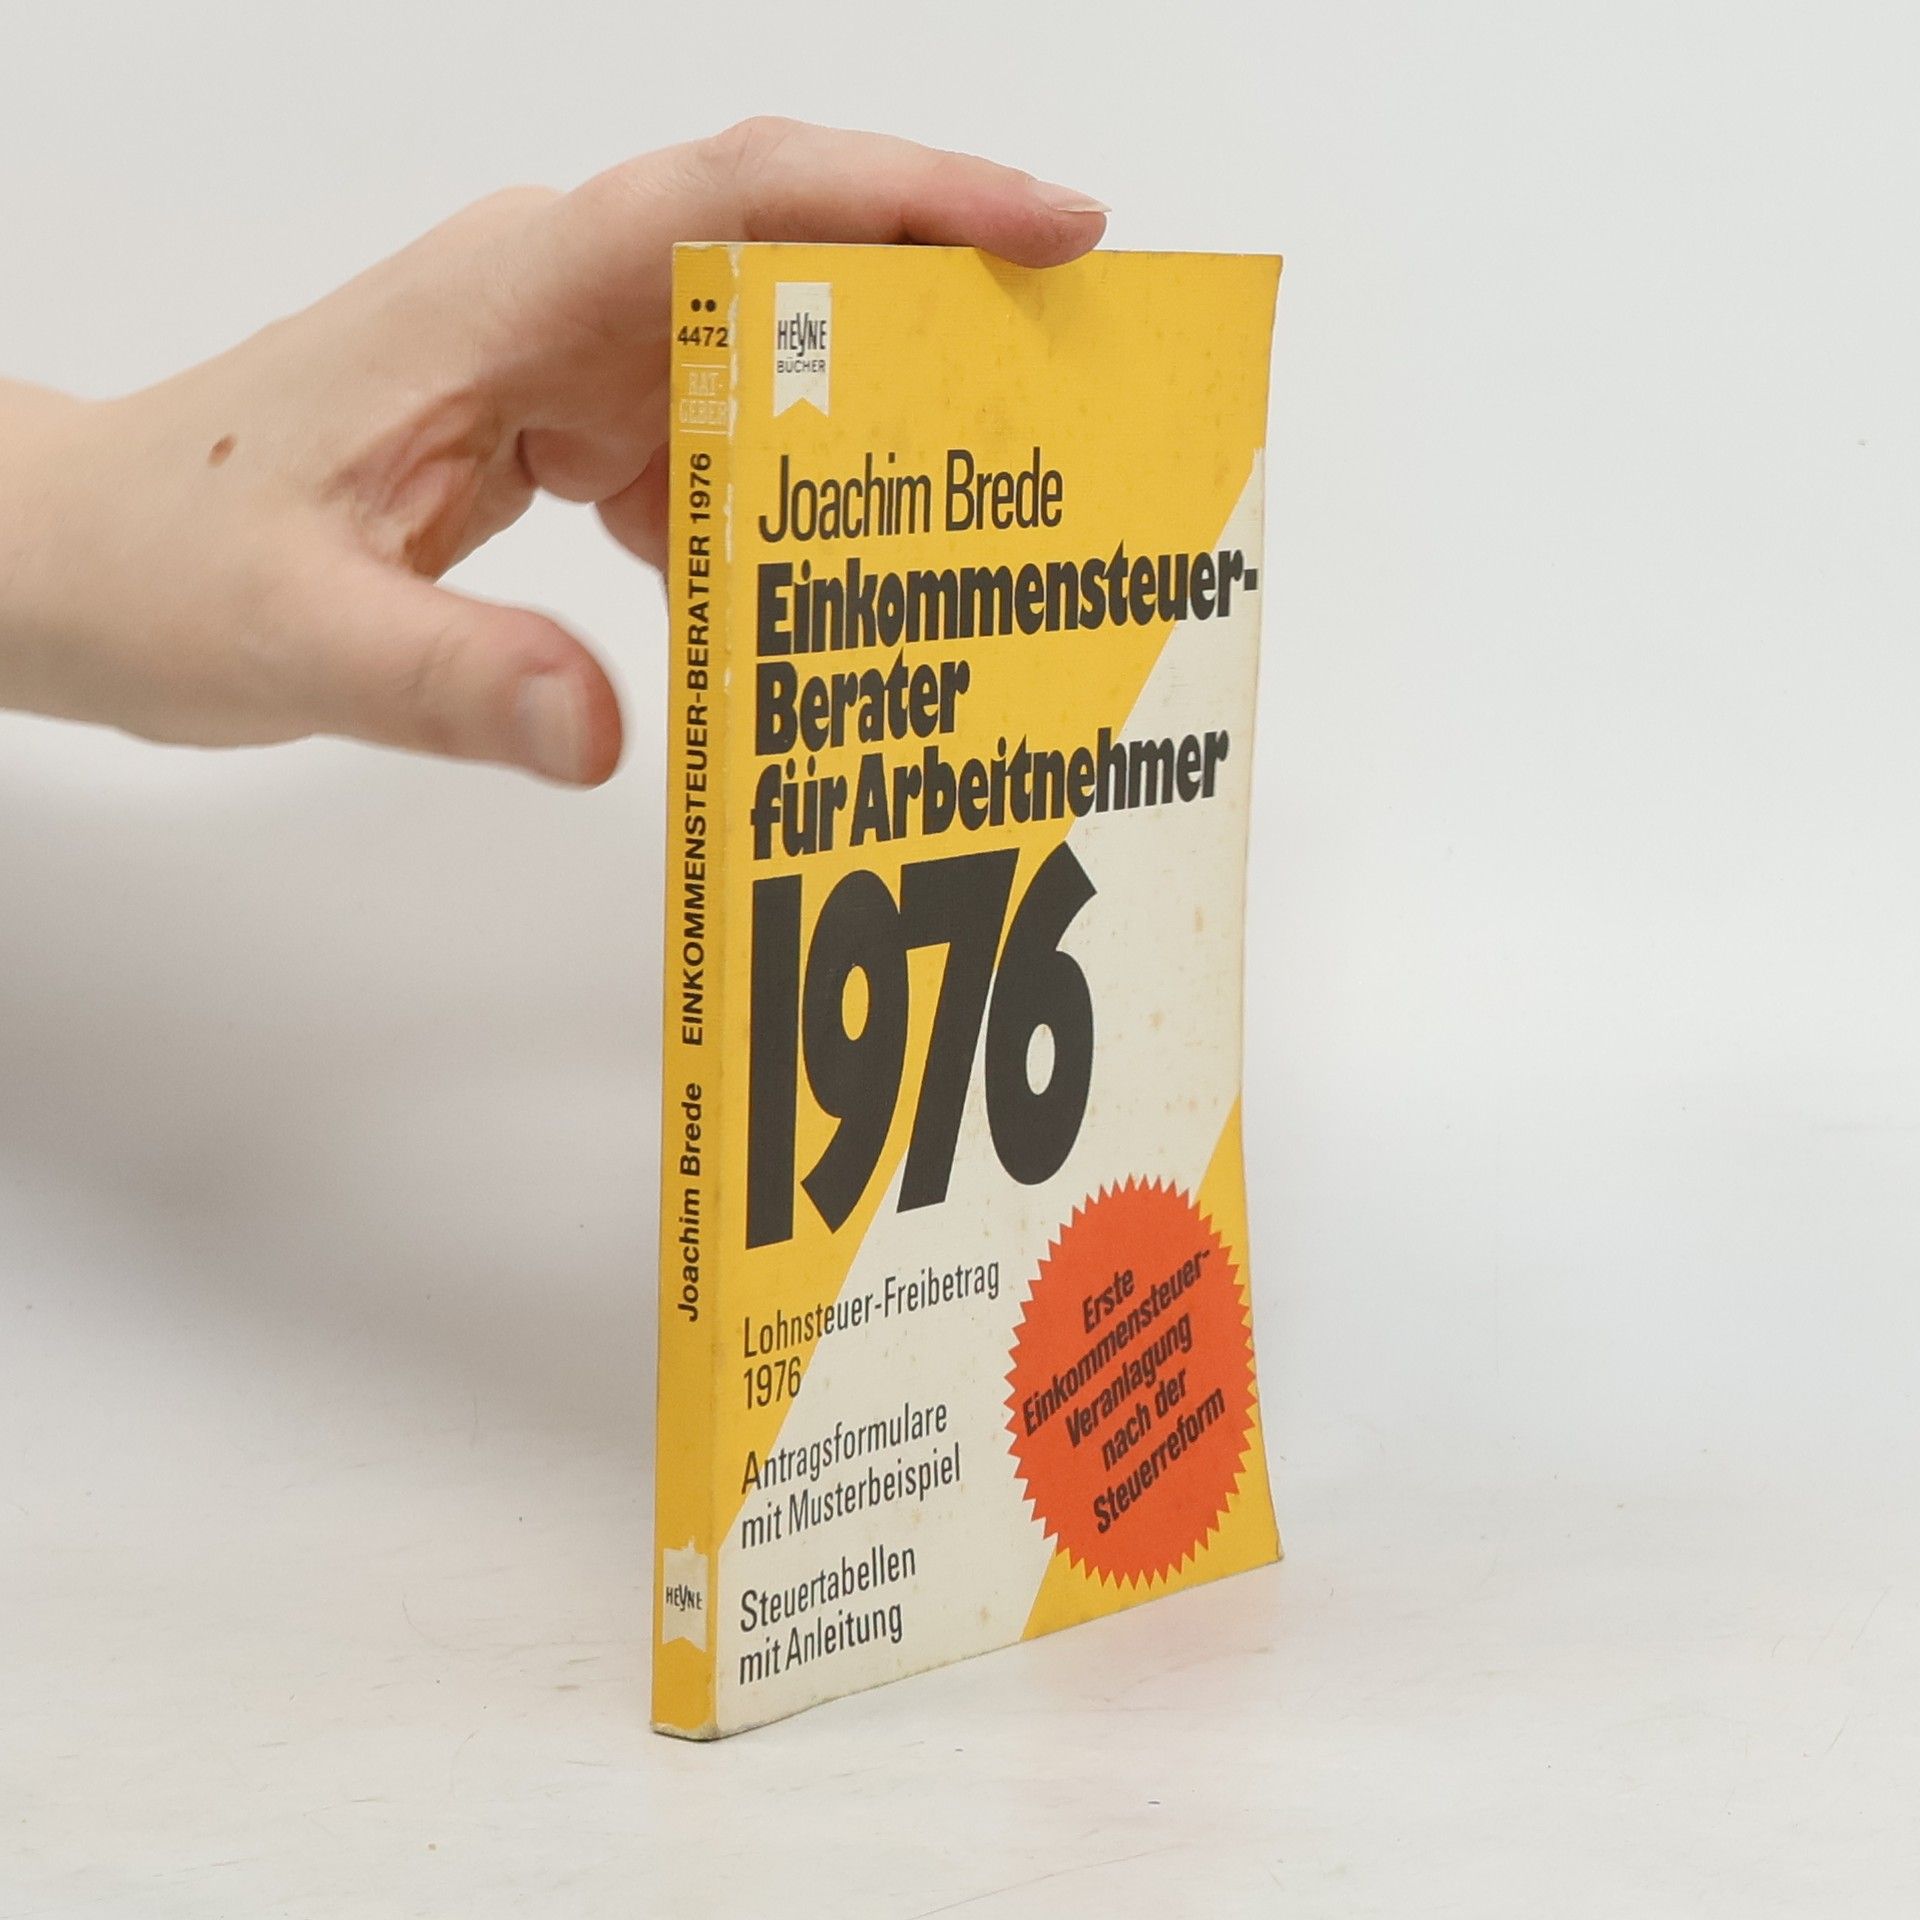 ●● 
4472
RAT-
GEBER
Joachim Brede EINKOMMENSTEUER-BERATER 1976
HEYNE
HEYNE
BÜCHER
Joachim Brede
Einkommensteuer-
Berater
für Arbeitnehmer
1976
Lohnsteuer-Freibetrag
1976
Antragsformulare
mit Musterbeispiel
Steuertabellen
mit Anleitung
Erste
Einkommensteuer-
Veranlagung
nach der
Steuerreform